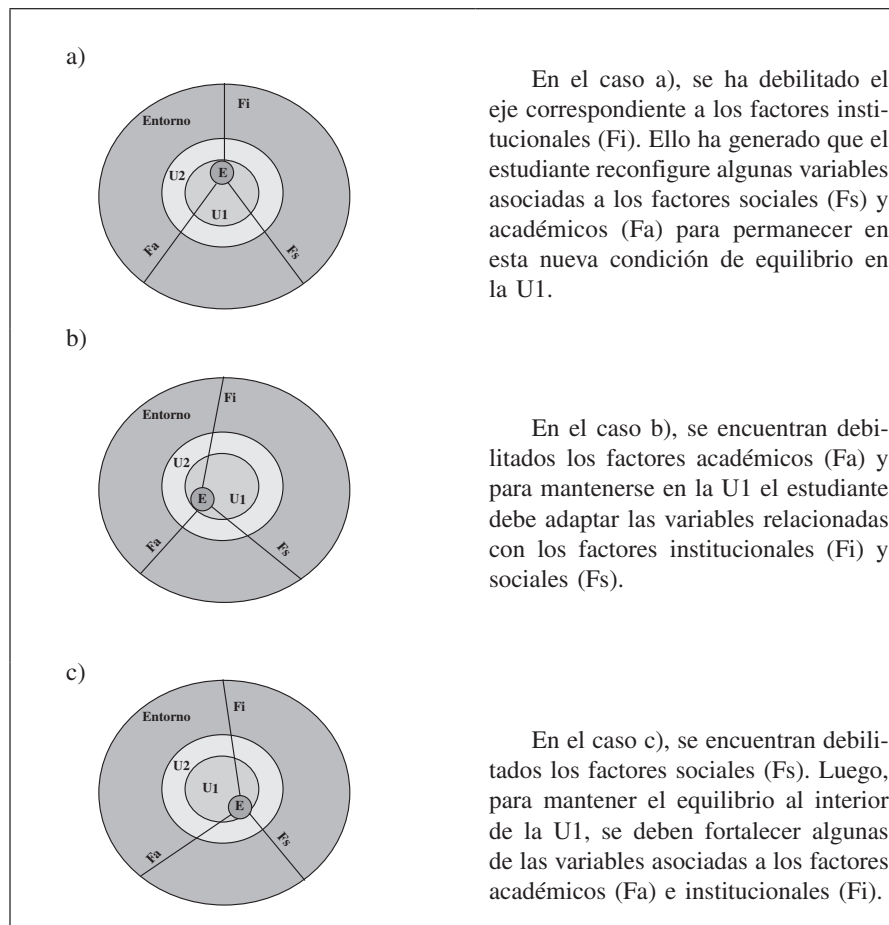 a)
Fi
Entorno
U2
E
U1
Fa
Fs
En el caso a), se ha debilitado el
eje correspondiente a los factores insti-
tucionales (Fi). Ello ha generado que el
estudiante reconfigure algunas variables
asociadas a los factores sociales (Fs) y
académicos (Fa) para permanecer en
esta nueva condición de equilibrio en
la U1.
b)
Fi
Entorno
U2
E
U1
Fa
Fs
En el caso b), se encuentran debi-
litados los factores académicos (Fa) y
para mantenerse en la U1 el estudiante
debe adaptar las variables relacionadas
con los factores institucionales (Fi) y
sociales (Fs).
c)
Fi
Entorno
U2
U1
E
Fa
Fs
En el caso c), se encuentran debili-
tados los factores sociales (Fs). Luego,
para mantener el equilibrio al interior
de la U1, se deben fortalecer algunas
de las variables asociadas a los factores
académicos (Fa) e institucionales (Fi).